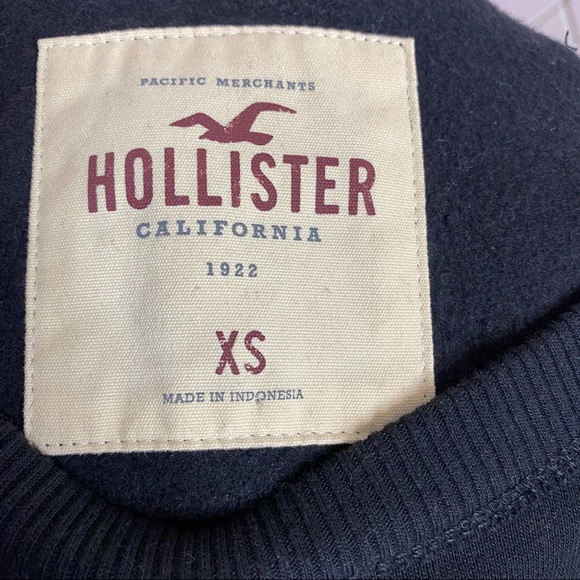 PACIFIC MERCHANTS
HOLLISTER
CALIFORNIA
1922
XS
MADE IN INDONESIA